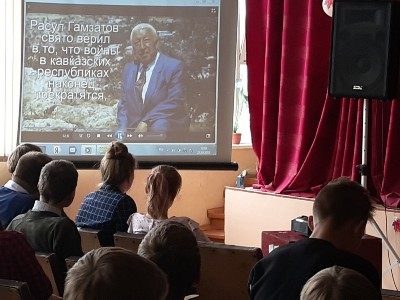 Расул Гамзатов
свято верил
в то, что войны
в кавказских
республиках
наконец
прекратятся.